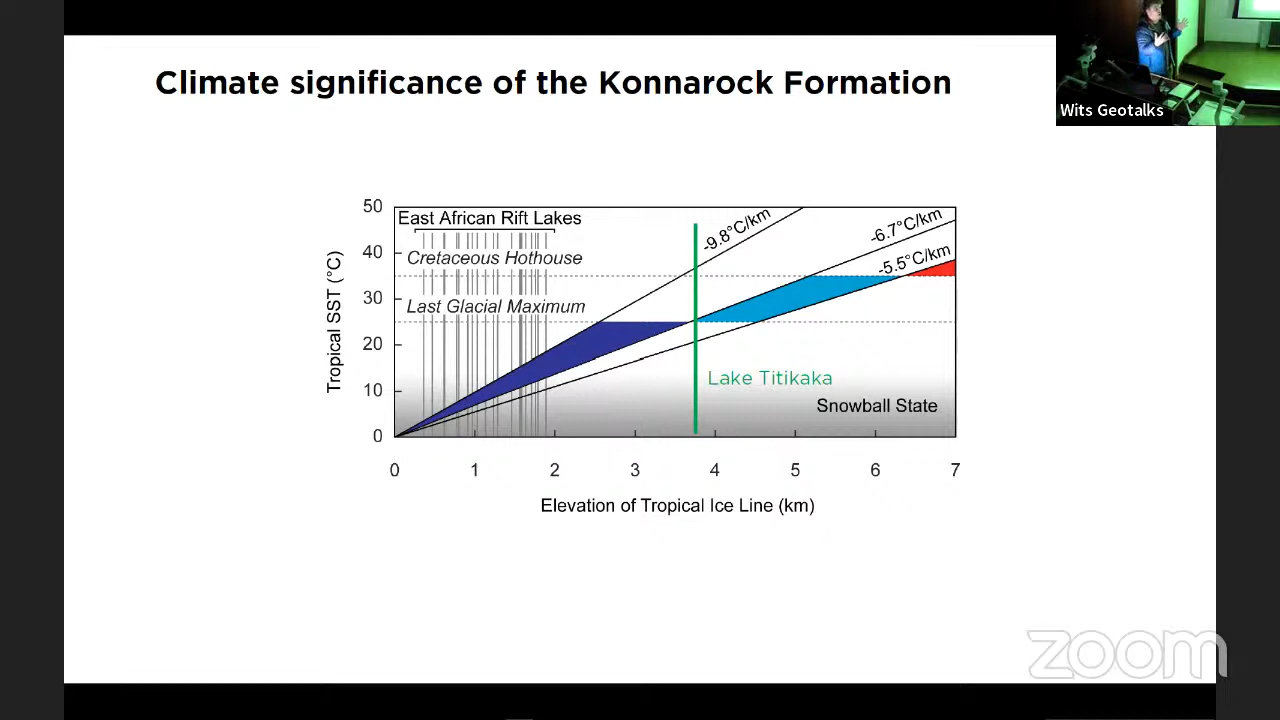 Climate significance of the Konnarock Formation
Wits Geotalks
50
40
30
20
10
0
Tropical SST (°C)
East African Rift Lakes
Cretaceous Hothouse
Last Glacial Maximum
-9.8°C/km
-6.7°C/km
-5.5°C/km
Lake Titikaka
Snowball State
0 1 2 3 4 5 6 7
Elevation of Tropical Ice Line (km)
zoom